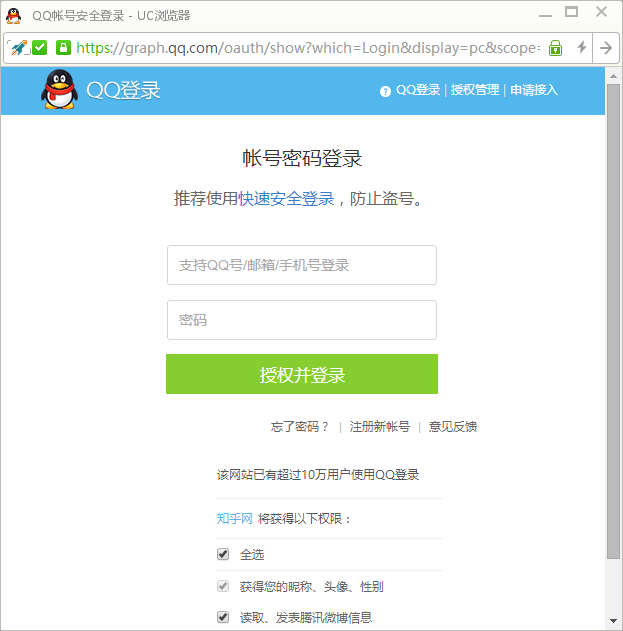 QQ帐号安全登录 - UC浏览器
https://graph.qq.com/oauth/show?which=Login&display=pc&scope=
QQ登录
? QQ登录 | 授权管理 | 申请接入
帐号密码登录
推荐使用快速安全登录，防止盗号。
支持QQ号/邮箱/手机号登录
密码
授权并登录
忘了密码？ | 注册新帐号 | 意见反馈
该网站已有超过10万用户使用QQ登录
知乎网 将获得以下权限：
全选
获得您的昵称、头像、性别
读取、发表腾讯微博信息